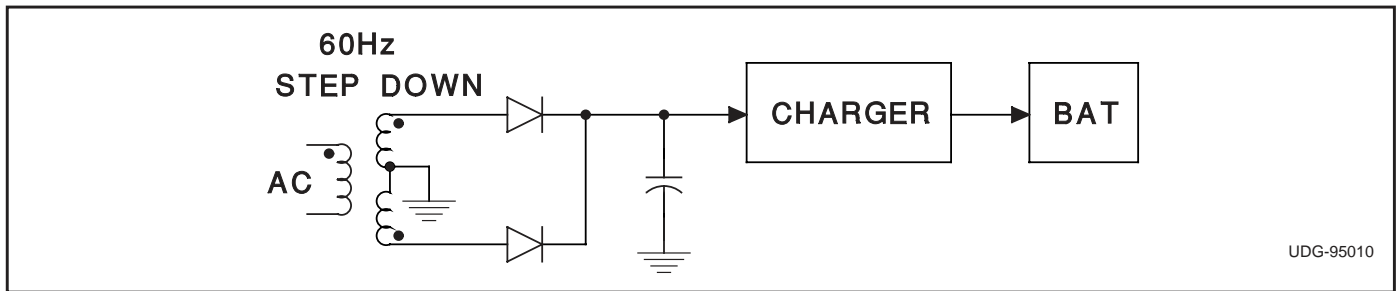 60Hz
STEP DOWN
AC
CHARGER
BAT
UDG-95010